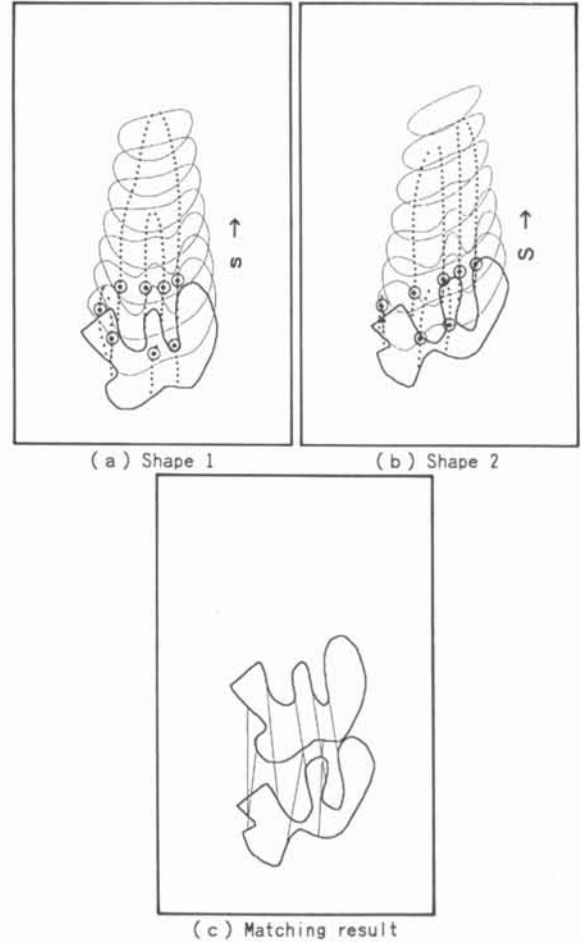 s →
S →
( a ) Shape 1
( b ) Shape 2
( c ) Matching result